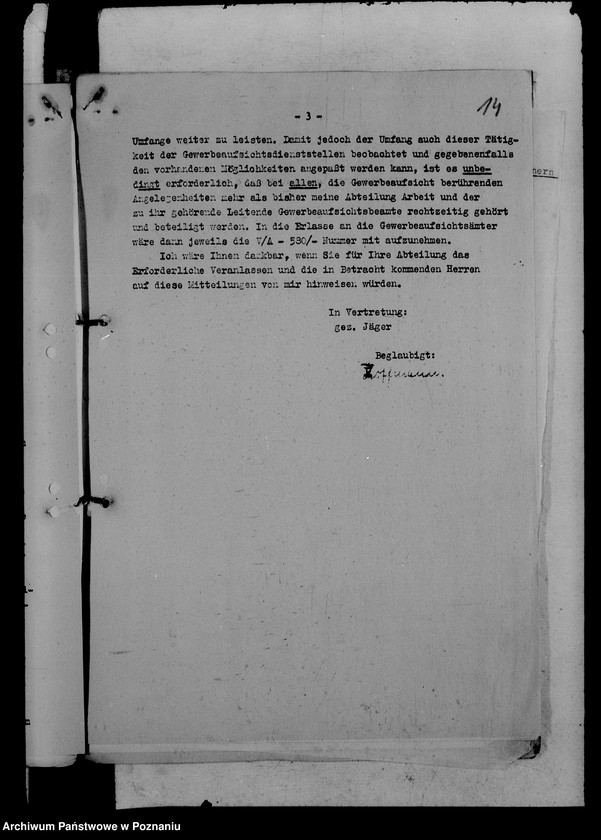 - 3 -
14
Umfange weiter zu leisten. Damit jedoch der Umfang auch dieser Tätig-
keit der Gewerbeaufsichtsdienststellen beobachtet und gegebenenfalls
den vorhandenen Möglichkeiten angepaßt werden kann, ist es unbe-
dingt erforderlich, daß bei allen, die Gewerbeaufsicht berührenden
Angelegenheiten mehr als bisher meine Abteilung Arbeit und der
zu ihr gehörende Leitende Gewerbeaufsichtsbeamte rechtzeitig gehört
und beteiligt werden. In die Erlasse an die Gewerbeaufsichtsämter
wäre dann jeweils die V/A - 530/- Nummer mit aufzunehmen.
Ich wäre Ihnen dankbar, wenn Sie für Ihre Abteilung das
Erforderliche Veranlassen und die in Betracht kommenden Herren
auf diese Mitteilungen von mir hinweisen würden.
In Vertretung:
gez. Jäger
Beglaubigt:
Hoffmann.
Archiwum Państwowe w Poznaniu